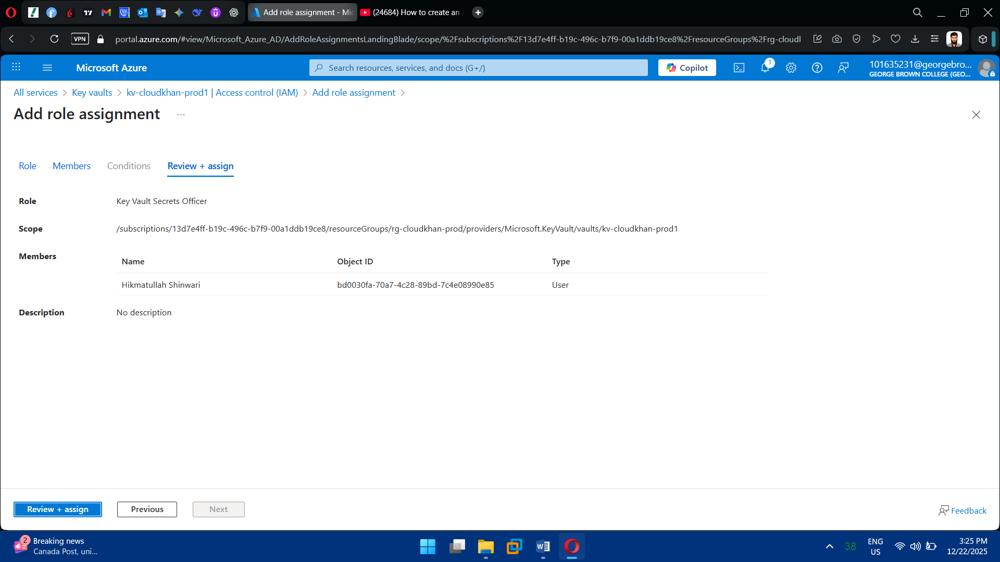 Add role assignment - Mic
(24684) How to create an
VPN
portal.azure.com/#view/Microsoft_Azure_AD/AddRoleAssignmentsLandingBlade/scope/%2Fsubscriptions%2F13d7e4ff-b19c-496c-b7f9-00a1ddb19ce8%2FresourceGroups%2Frg-cloudl
Microsoft Azure
Search resources, services, and docs (G+/)
Copilot
1
101635231@georgebro...
GEORGE BROWN COLLEGE (GEO...
All services > Key vaults > kv-cloudkhan-prod1 | Access control (IAM) > Add role assignment >
Add role assignment ...
Role Members Conditions Review + assign
Role Key Vault Secrets Officer
Scope /subscriptions/13d7e4ff-b19c-496c-b7f9-00a1ddb19ce8/resourceGroups/rg-cloudkhan-prod/providers/Microsoft.KeyVault/vaults/kv-cloudkhan-prod1
Members
Name Object ID Type
Hikmatullah Shinwari bd0030fa-70a7-4c28-89bd-7c4e08990e85 User
Description No description
Review + assign Previous Next
Feedback
2
Breaking news
Canada Post, uni...
38
ENG
US
3:25 PM
12/22/2025